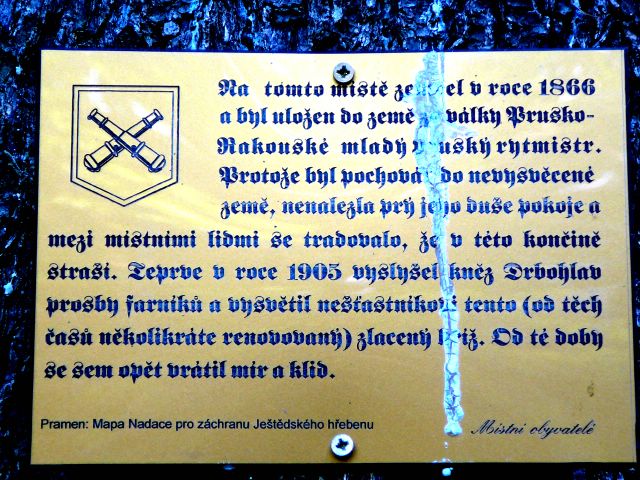 Na tomto místě zemřel v roce 1866
a byl uložen do země za války Prusko-
Rakouské mladý pruský rytmistr.
Protože byl pochován do nevysvěcené
země, nenalezla prý jeho duše pokoje a
mezi místními lidmi se tradovalo, že v této končině
straší. Teprve v roce 1905 vyslyšel kněz Drbohlav
prosby farníků a vysvětil nešťastníkovi tento (od těch
časů několikráte renovovaný) zlacený kříž. Od té doby
se sem opět vrátil mír a klid.
Pramen: Mapa Nadace pro záchranu Ještědského hřebenu
Místní obyvatelé